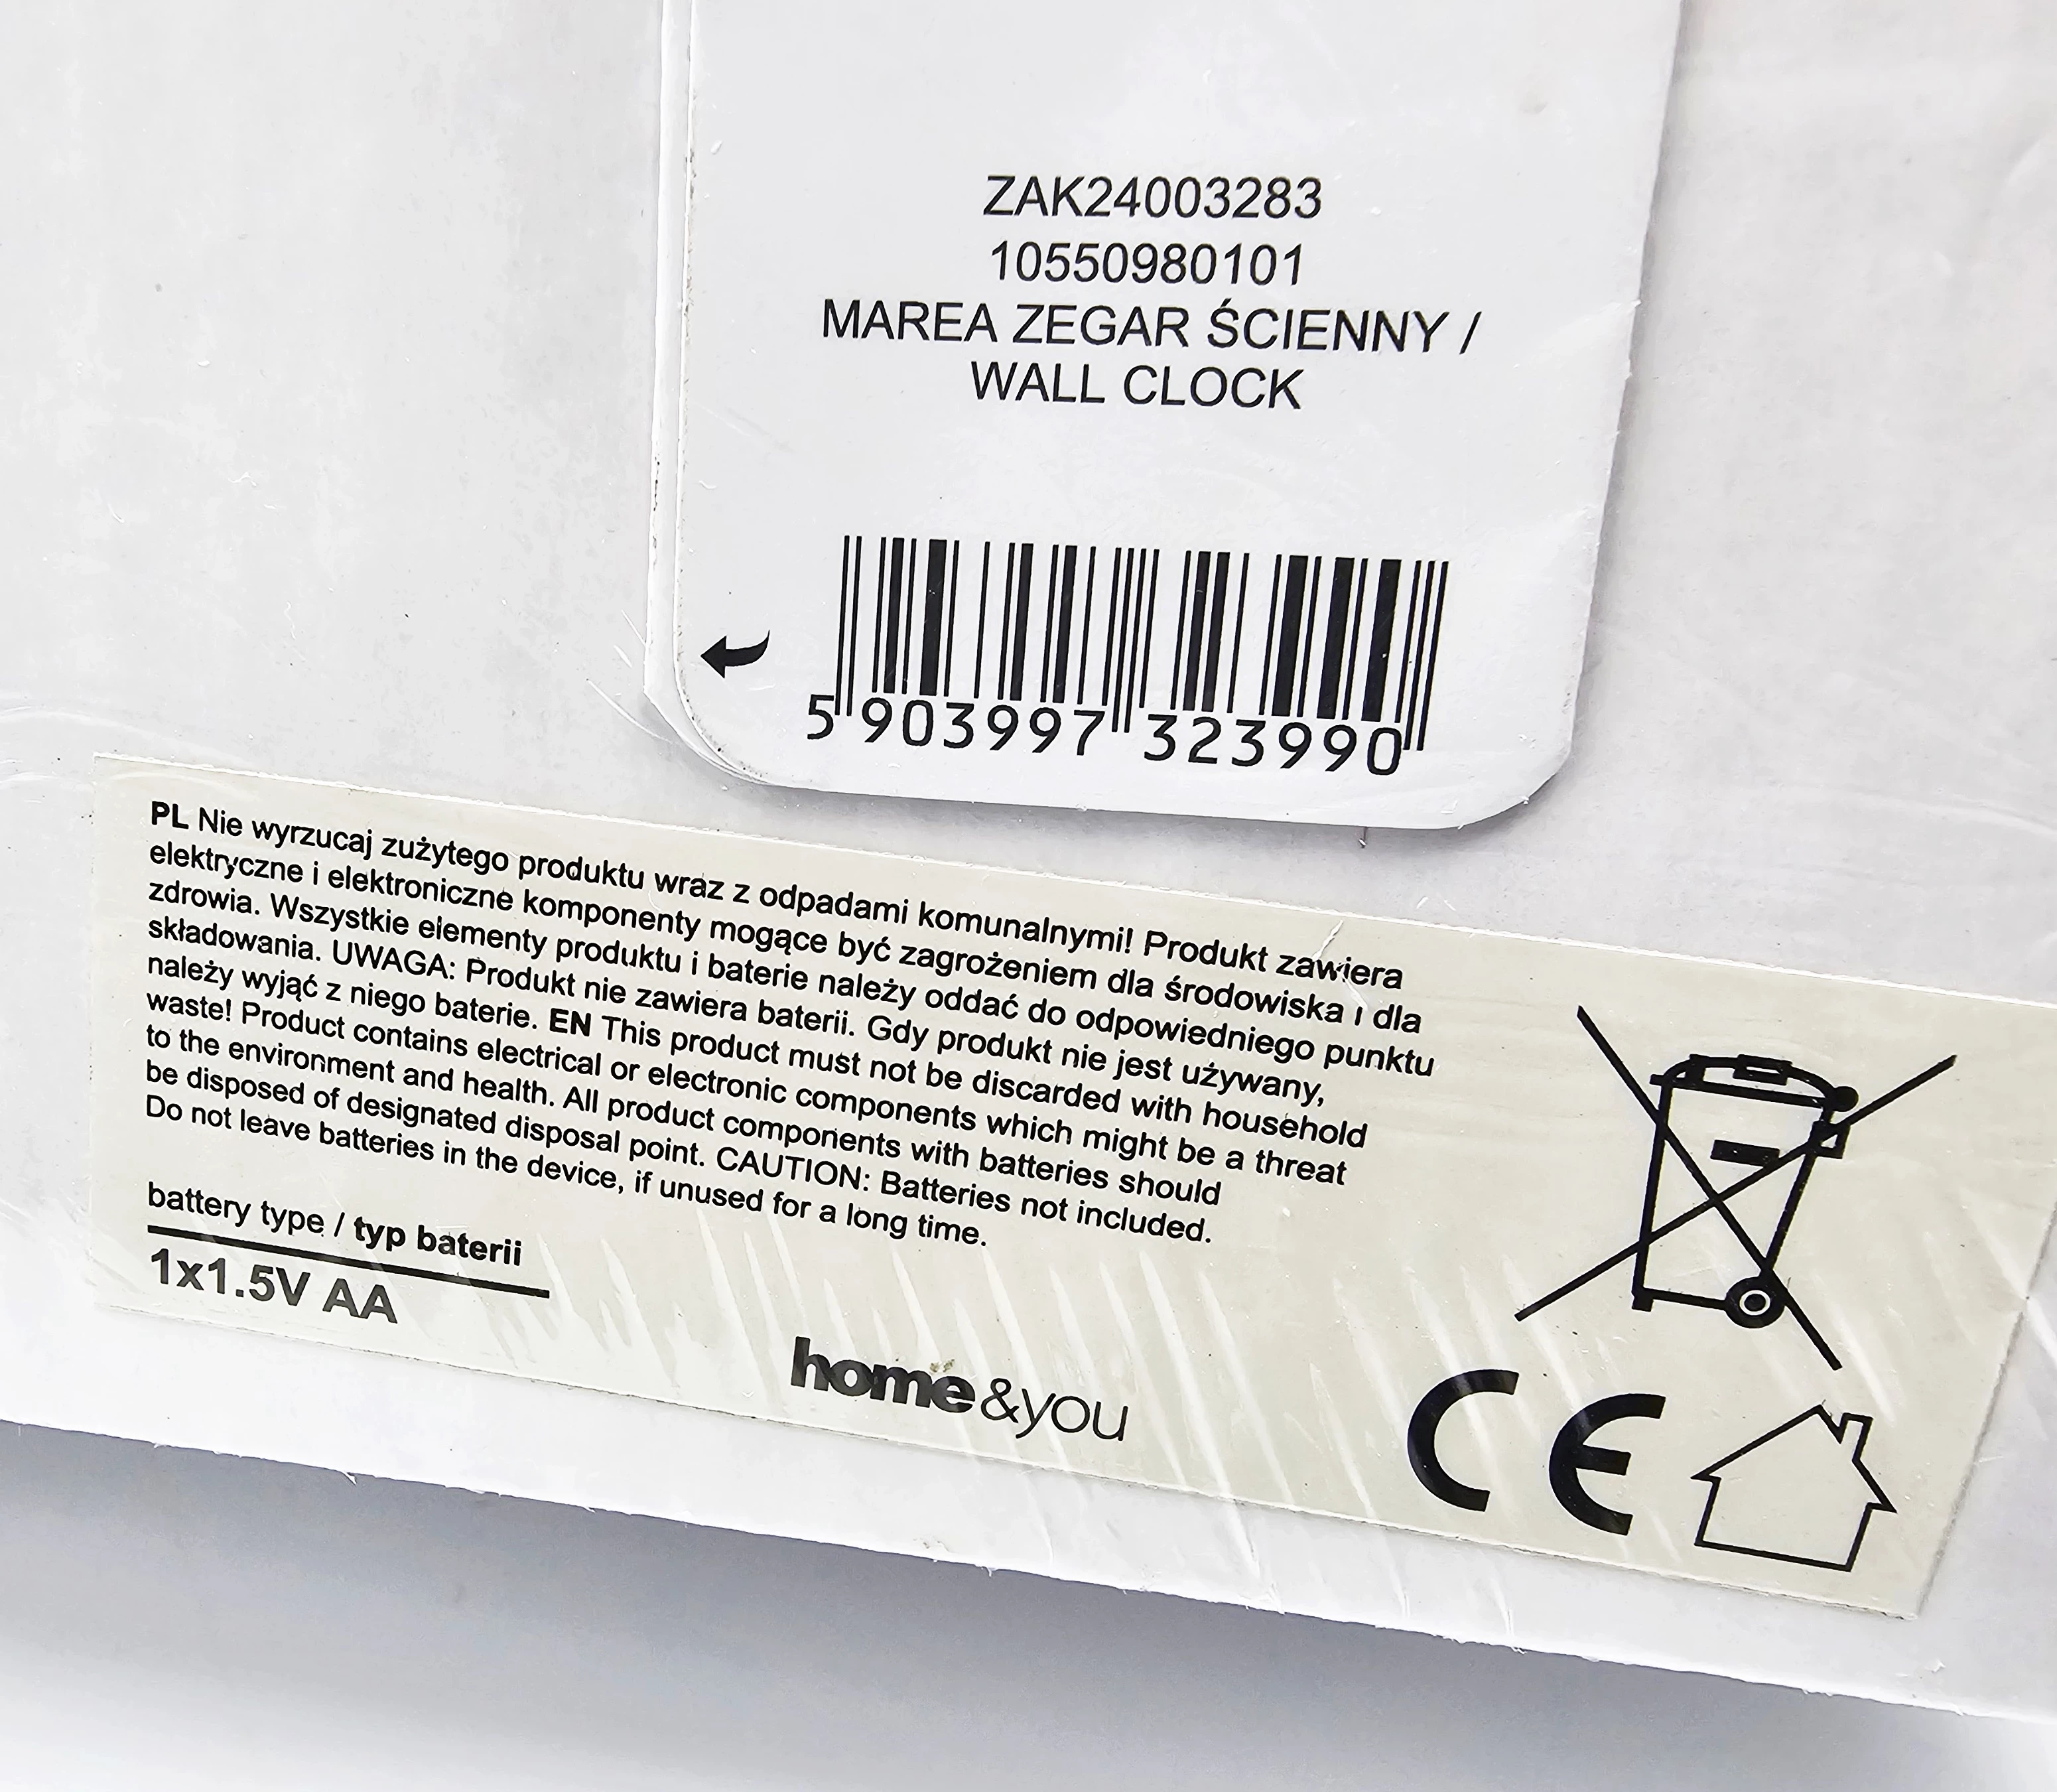 ZAK24003283
10550980101
MAREA ZEGAR ŚCIENNY /
WALL CLOCK
5 903997 323990
PL Nie wyrzucaj zużytego produktu wraz z odpadami komunalnymi! Produkt zawiera
elektryczne i elektroniczne komponenty mogące być zagrożeniem dla środowiska i dla
zdrowia. Wszystkie elementy produktu i baterie należy oddać do odpowiedniego punktu
składowania. UWAGA: Produkt nie zawiera baterii. Gdy produkt nie jest używany,
należy wyjąć z niego baterie. EN This product must not be discarded with household
waste! Product contains electrical or electronic components which might be a threat
to the environment and health. All product components with batteries should
be disposed of designated disposal point. CAUTION: Batteries not included.
Do not leave batteries in the device, if unused for a long time.
battery type / typ baterii
1x1.5V AA
home&you
CE